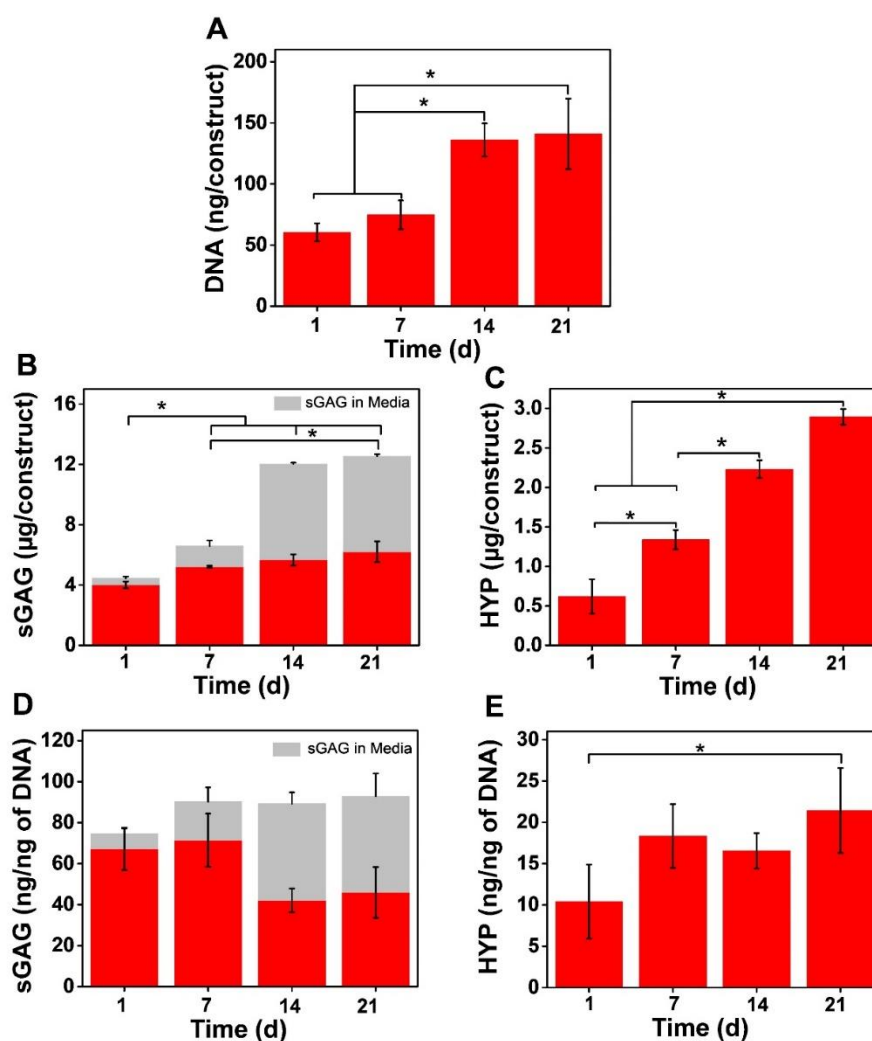 A
DNA (ng/construct)
200
150
100
50
0
*
*
1 7 14 21
Time (d)
B
sGAG (µg/construct)
16
12
8
4
0
sGAG in Media
*
*
1 7 14 21
Time (d)
C
HYP (µg/construct)
3.0
2.5
2.0
1.5
1.0
0.5
0.0
*
*
*
1 7 14 21
Time (d)
D
sGAG (ng/ng of DNA)
120
100
80
60
40
20
0
sGAG in Media
1 7 14 21
Time (d)
E
HYP (ng/ng of DNA)
30
25
20
15
10
5
0
*
1 7 14 21
Time (d)